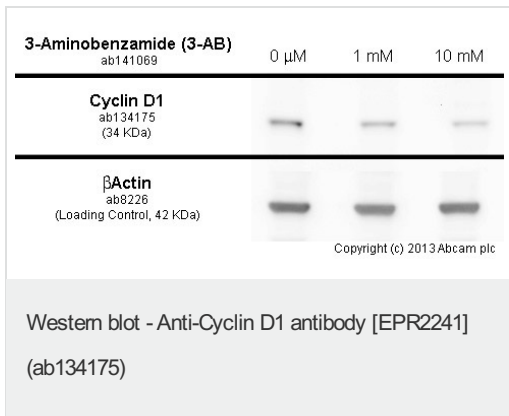 3-Aminobenzamide (3-AB)
ab141069
0 µM 1 mM 10 mM
Cyclin D1
ab134175
(34 KDa)
βActin
ab8226
(Loading Control, 42 KDa)
Copyright (c) 2013 Abcam plc
Western blot - Anti-Cyclin D1 antibody [EPR2241]
(ab134175)